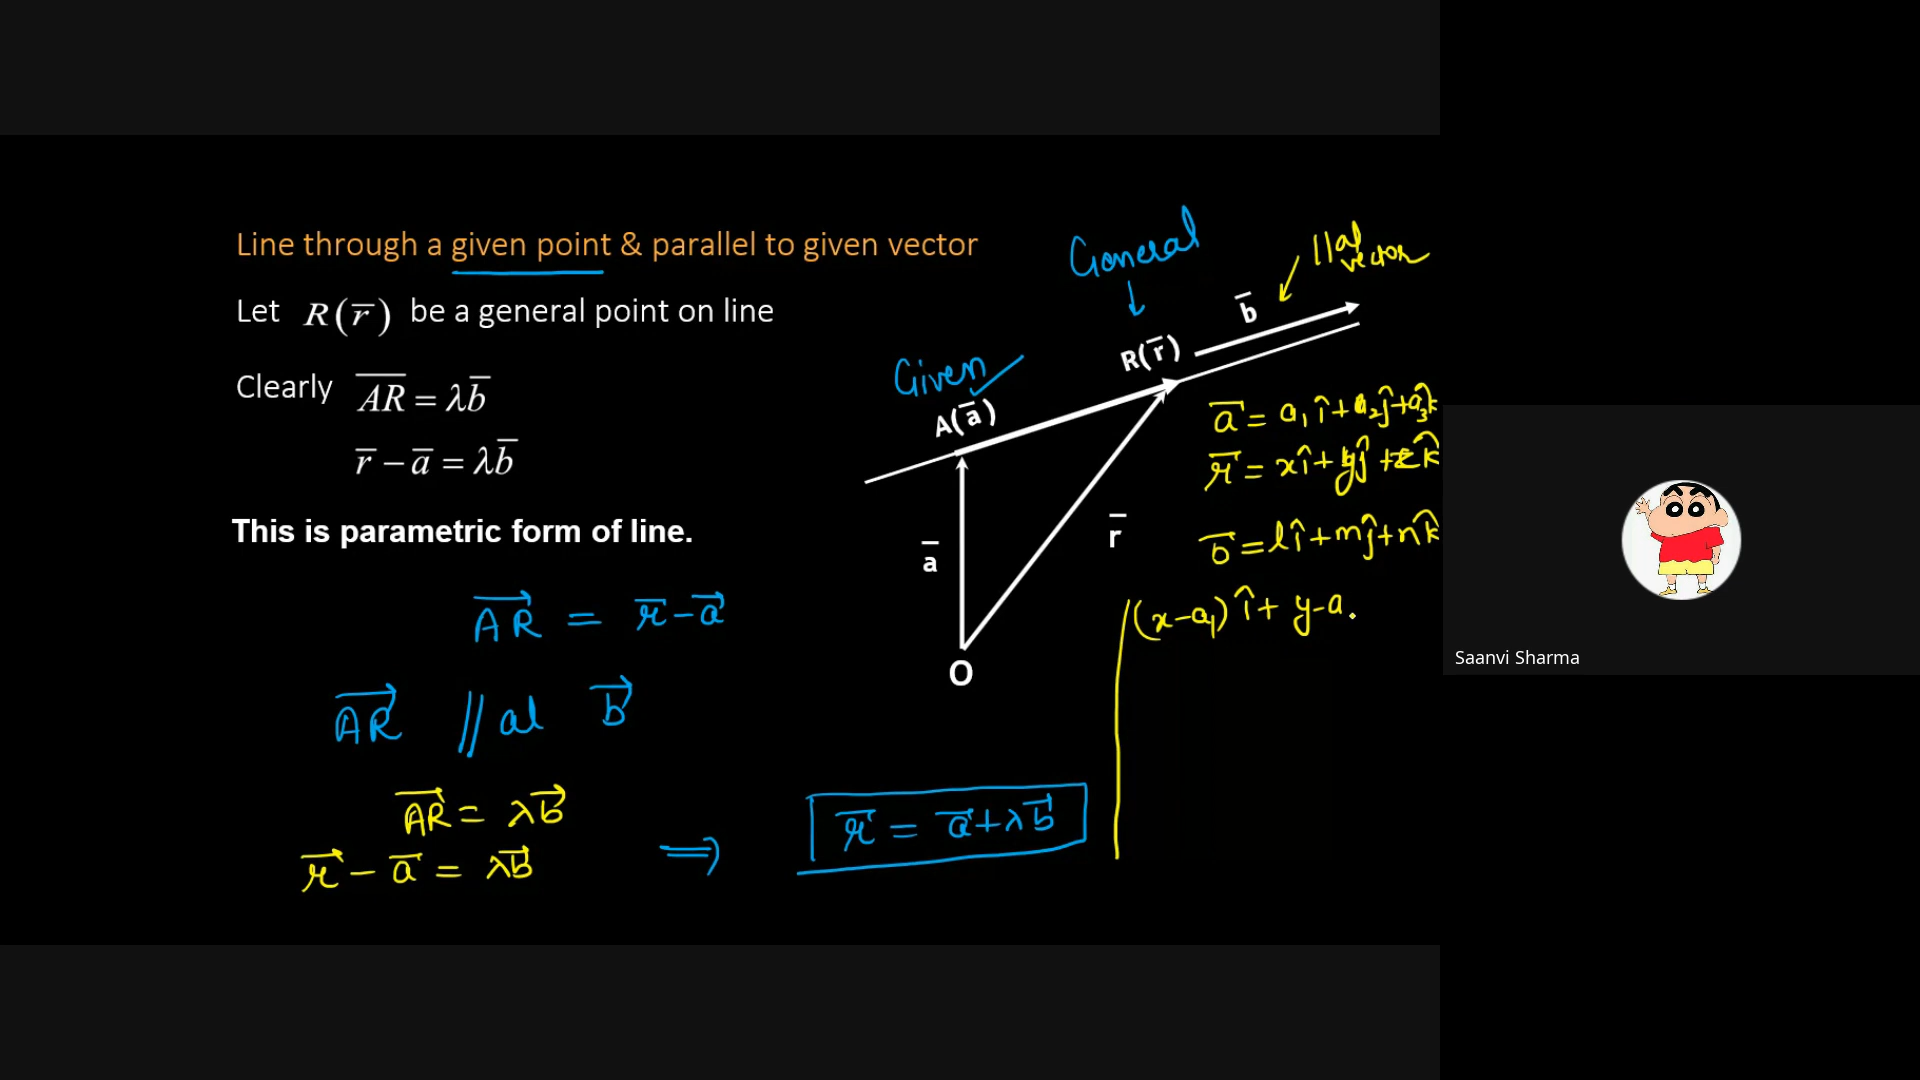 Line through a given point & parallel to given vector
Let R(r̅) be a general point on line
Clearly A̅R̅ = λb̅
r̅ − a̅ = λb̅
This is parametric form of line.
AR⃗ = r̅ − a⃗
AR⃗ // al b⃗
AR⃗ = λb⃗
r⃗ − a̅ = λb⃗
⇒ r̅ = a̅ + λb⃗
General
↓
//al
vector
b̅
R(r̅)
Given ✓
A(a̅)
a̅
r̅
O
a̅ = a₁î + a₂ĵ + a₃k̂
r̅ = xî + yĵ + zk̂
b̅ = lî + mĵ + nk̂
(x−a₁) î + y−a.
Saanvi Sharma